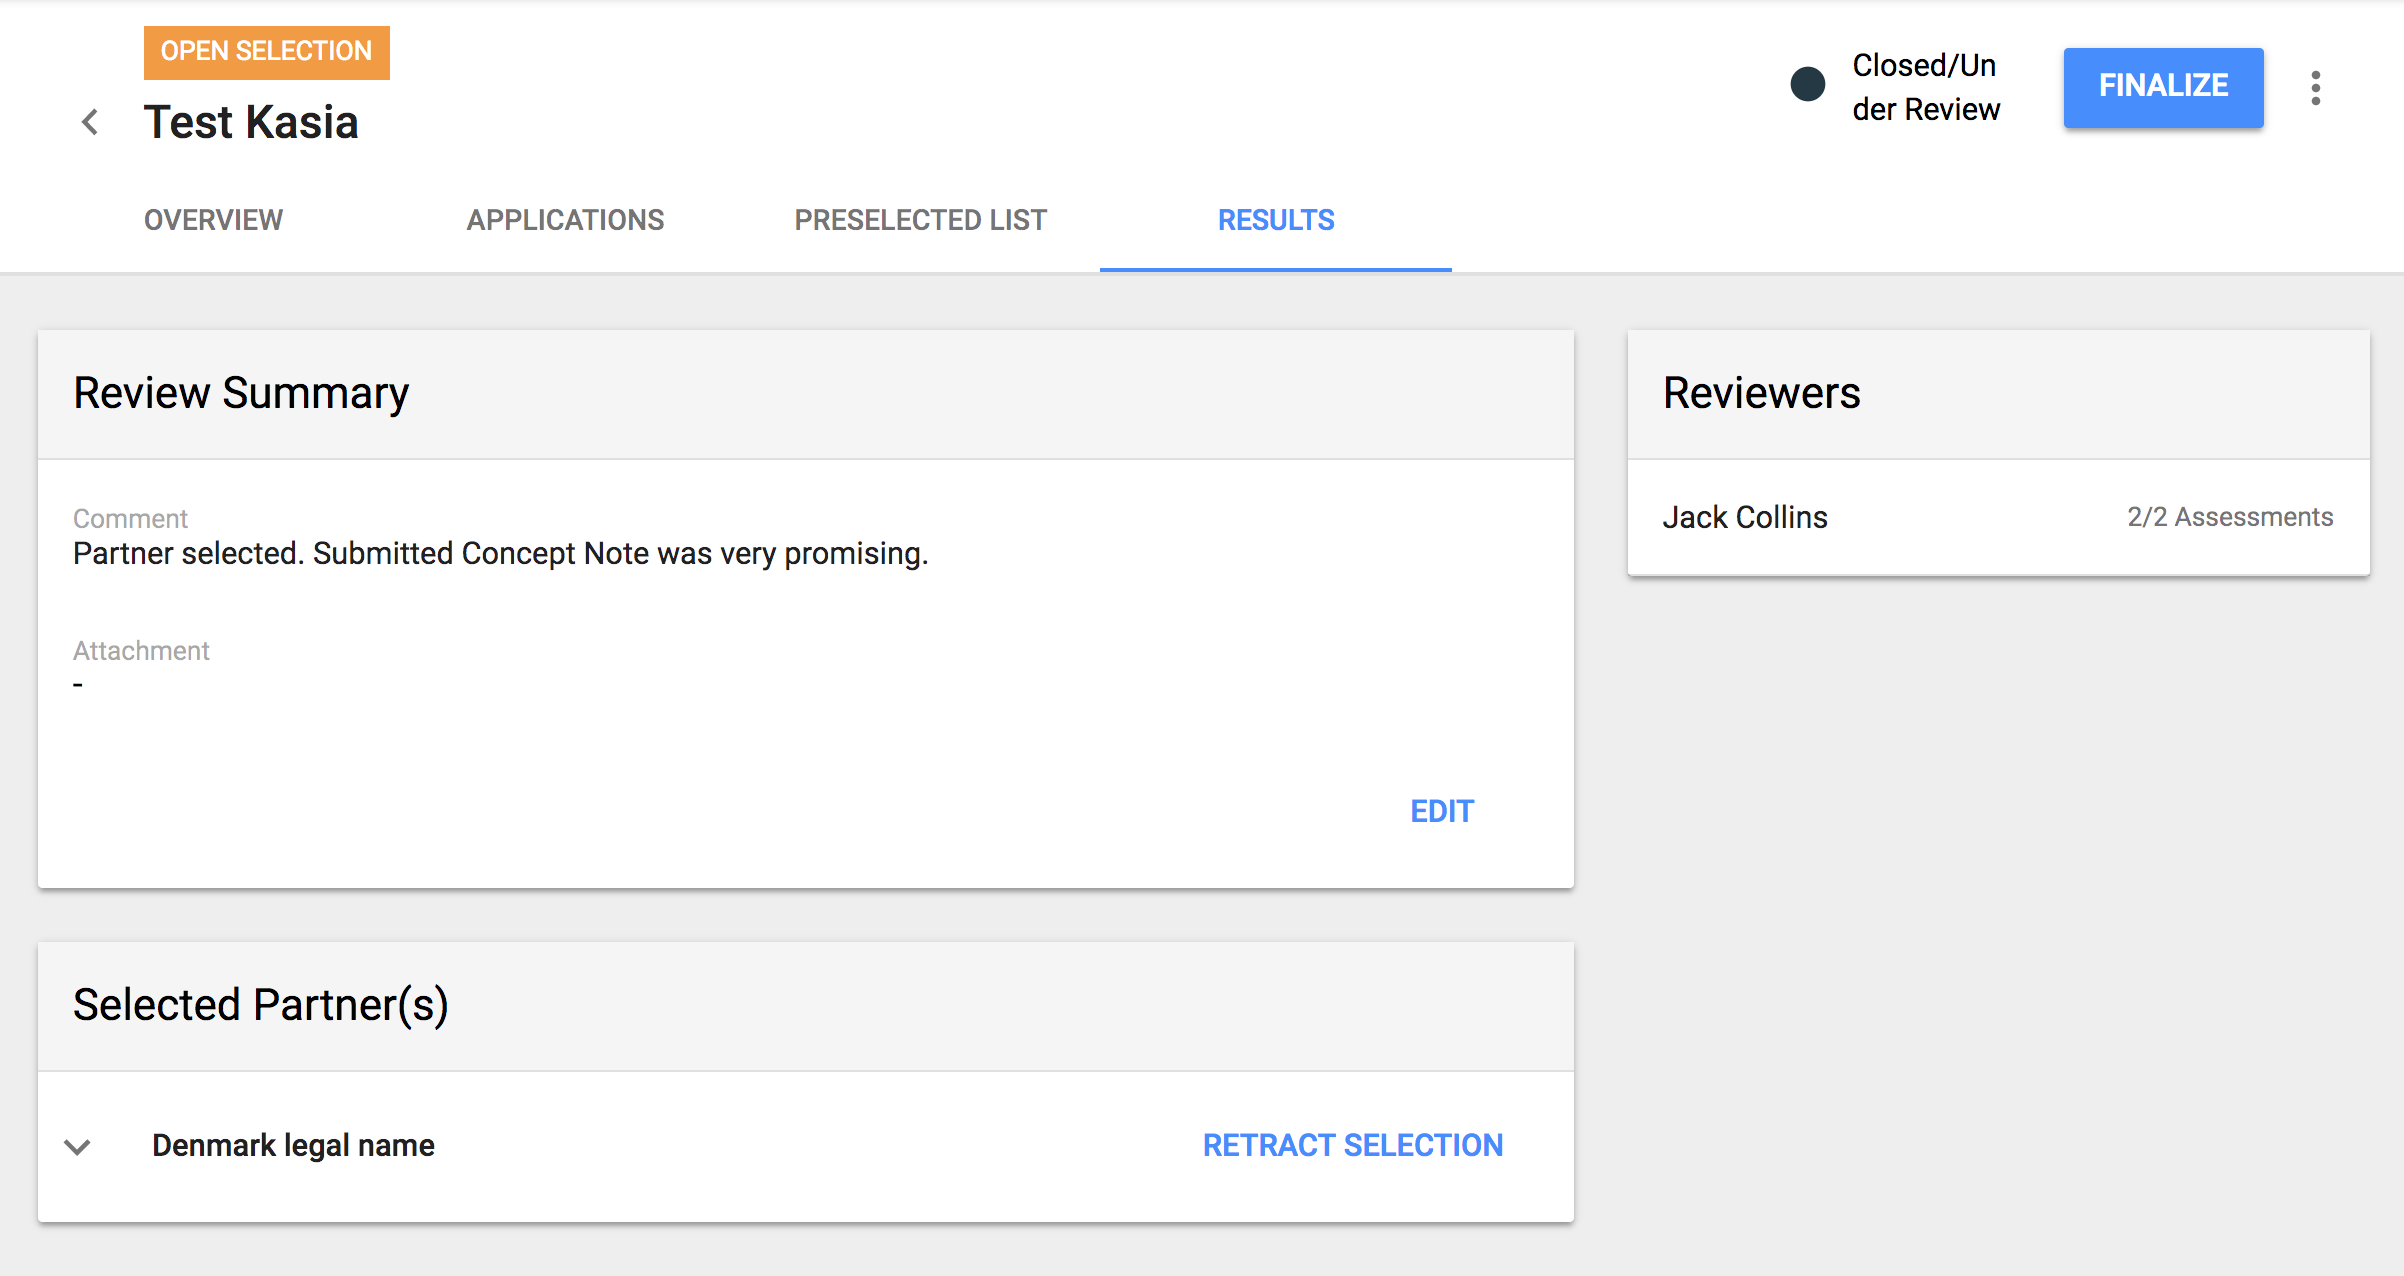 OPEN SELECTION
Test Kasia
Closed/Un
der Review
FINALIZE
OVERVIEW
APPLICATIONS
PRESELECTED LIST
RESULTS
Review Summary
Comment
Partner selected. Submitted Concept Note was very promising.
Attachment
-
EDIT
Reviewers
Jack Collins
2/2 Assessments
Selected Partner(s)
Denmark legal name
RETRACT SELECTION